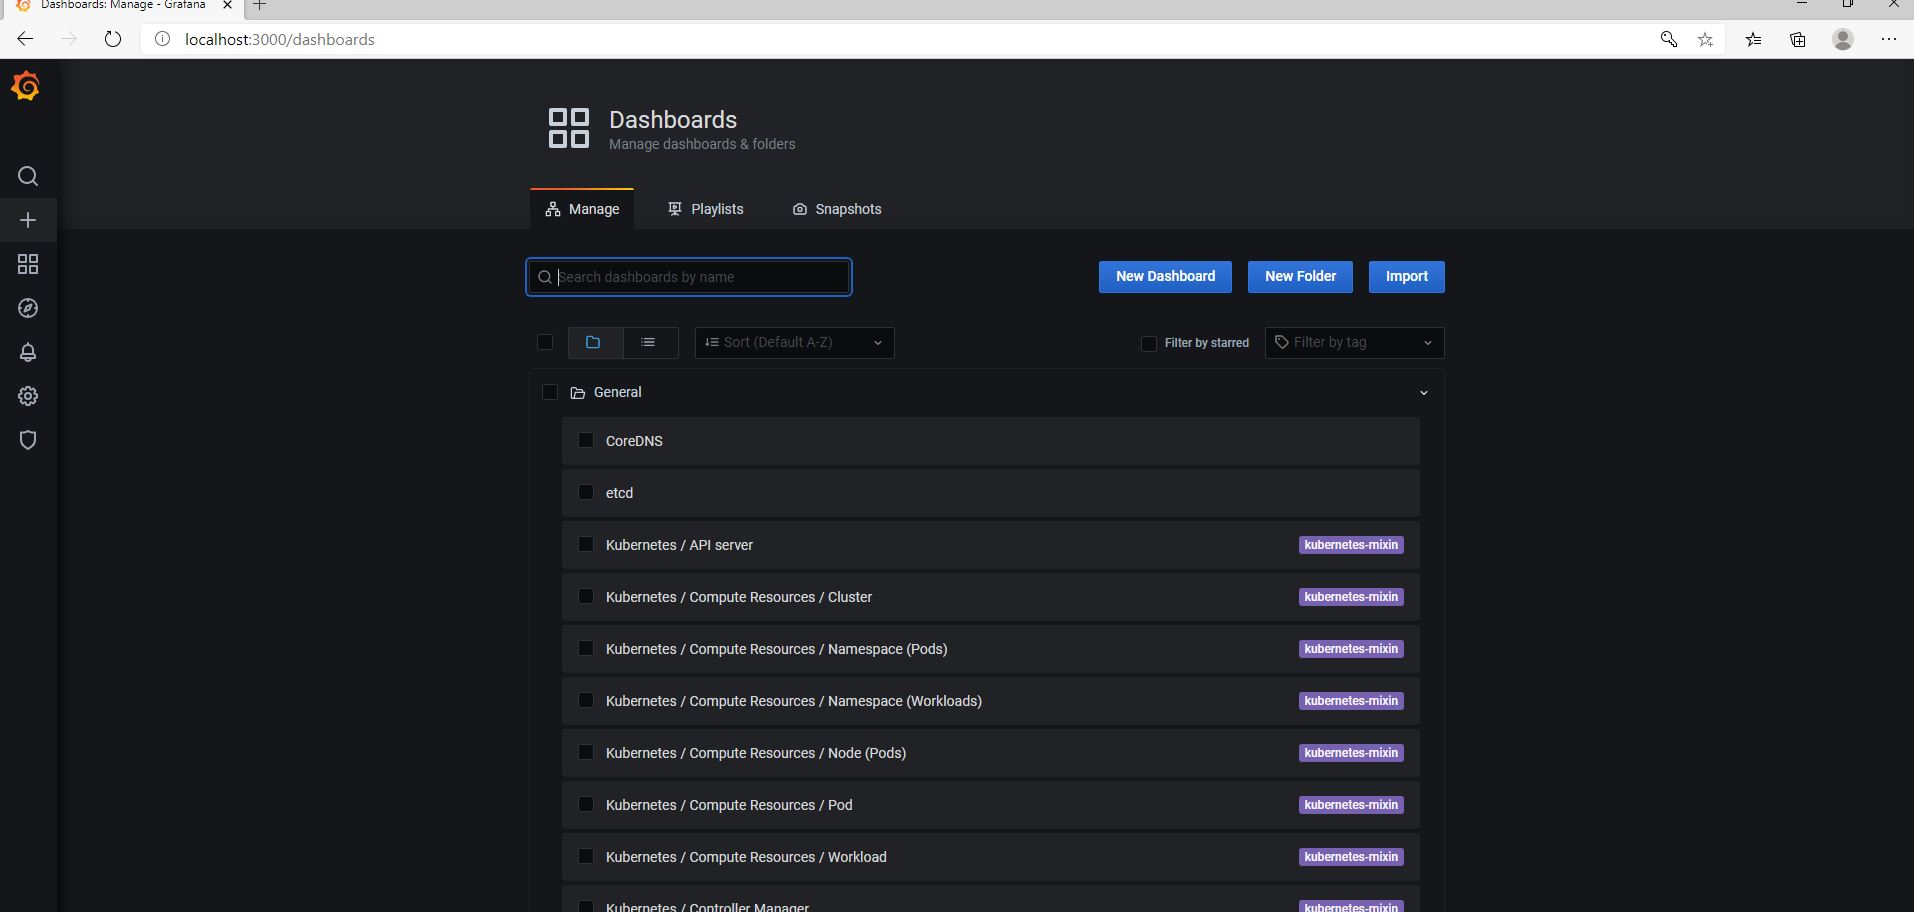 Dashboards: Manage - Grafana
localhost:3000/dashboards
Dashboards
Manage dashboards & folders
Manage
Playlists
Snapshots
Search dashboards by name
New Dashboard
New Folder
Import
Sort (Default A-Z)
Filter by starred
Filter by tag
General
CoreDNS
etcd
Kubernetes / API server kubernetes-mixin
Kubernetes / Compute Resources / Cluster kubernetes-mixin
Kubernetes / Compute Resources / Namespace (Pods) kubernetes-mixin
Kubernetes / Compute Resources / Namespace (Workloads) kubernetes-mixin
Kubernetes / Compute Resources / Node (Pods) kubernetes-mixin
Kubernetes / Compute Resources / Pod kubernetes-mixin
Kubernetes / Compute Resources / Workload kubernetes-mixin
Kubernetes / Controller Manager kubernetes-mixin